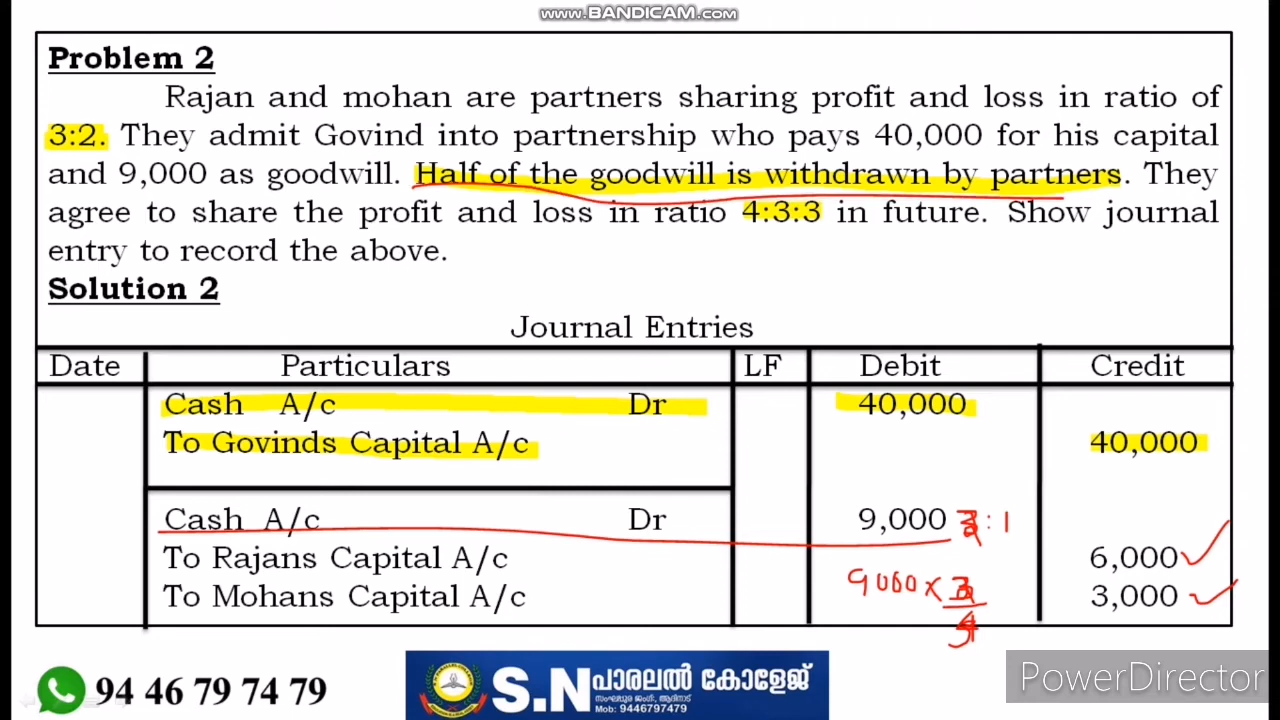 www.BANDICAM.com
Problem 2
Rajan and mohan are partners sharing profit and loss in ratio of
3:2. They admit Govind into partnership who pays 40,000 for his capital
and 9,000 as goodwill. Half of the goodwill is withdrawn by partners. They
agree to share the profit and loss in ratio 4:3:3 in future. Show journal
entry to record the above.
Solution 2
Journal Entries
Date Particulars LF Debit Credit
Cash A/c Dr 40,000
To Govinds Capital A/c 40,000
Cash A/c Dr 9,000 : 1
To Rajans Capital A/c 6,000
To Mohans Capital A/c 3,000
9000 ×
94 46 79 74 79
S.N പാരലൽ കോളേജ്
Mob: 9446797479
PowerDirector